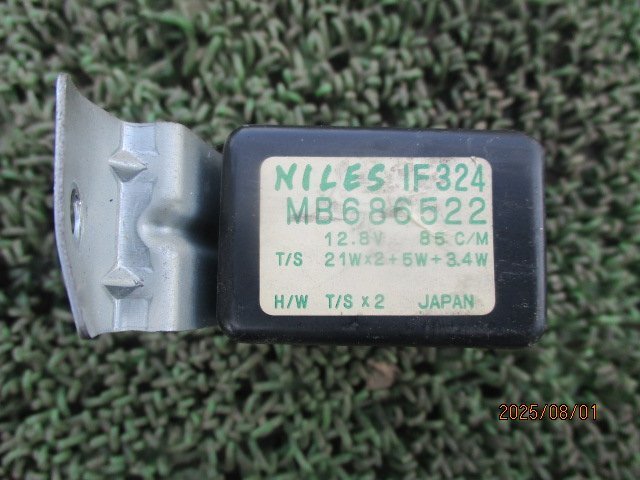 NILES IF324
MB686522
12.8V 85 C/M
T/S 21W×2+5W+3.4W
H/W T/S×2 JAPAN
2025/08/01